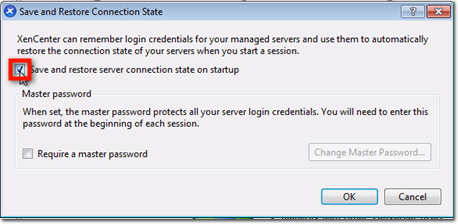 Save and Restore Connection State
XenCenter can remember login credentials for your managed servers and use them to automatically
restore the connection state of your servers when you start a session.
Save and restore server connection state on startup
Master password
When set, the master password protects all your server login credentials. You will need to enter this
password at the beginning of each session.
Require a master password
Change Master Password...
OK
Cancel